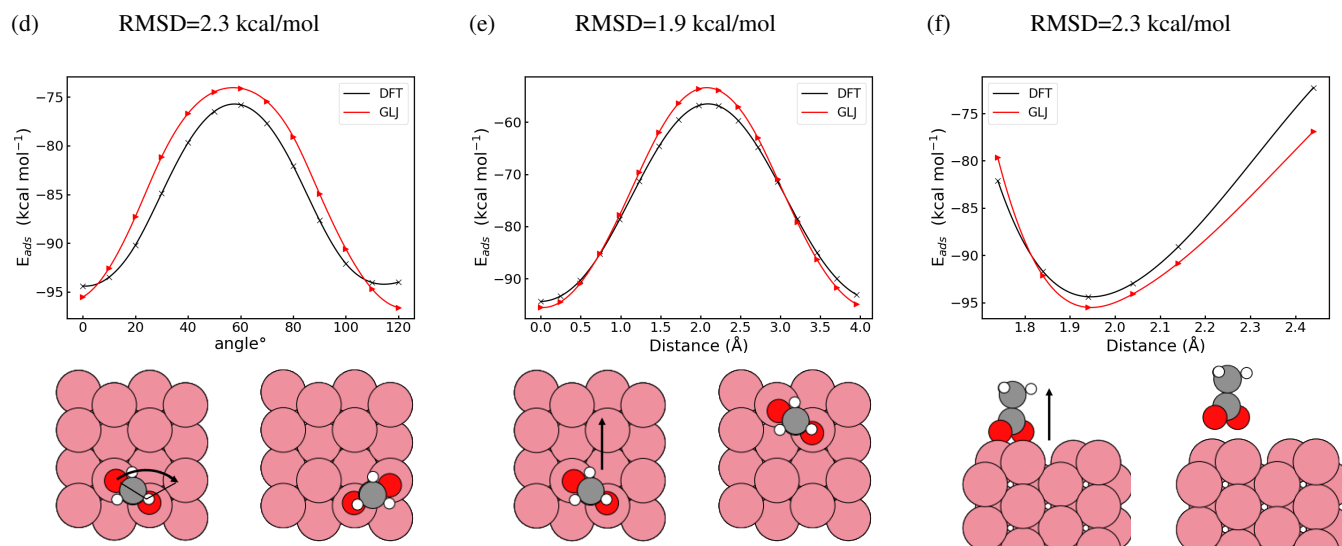 (d) RMSD=2.3 kcal/mol
(e) RMSD=1.9 kcal/mol
(f) RMSD=2.3 kcal/mol
DFT
GLJ
E_ads (kcal mol⁻¹)
−75
−80
−85
−90
−95
0 20 40 60 80 100 120
angle°
DFT
GLJ
E_ads (kcal mol⁻¹)
−60
−70
−80
−90
0.0 0.5 1.0 1.5 2.0 2.5 3.0 3.5 4.0
Distance (Å)
DFT
GLJ
E_ads (kcal mol⁻¹)
−75
−80
−85
−90
−95
1.8 1.9 2.0 2.1 2.2 2.3 2.4
Distance (Å)